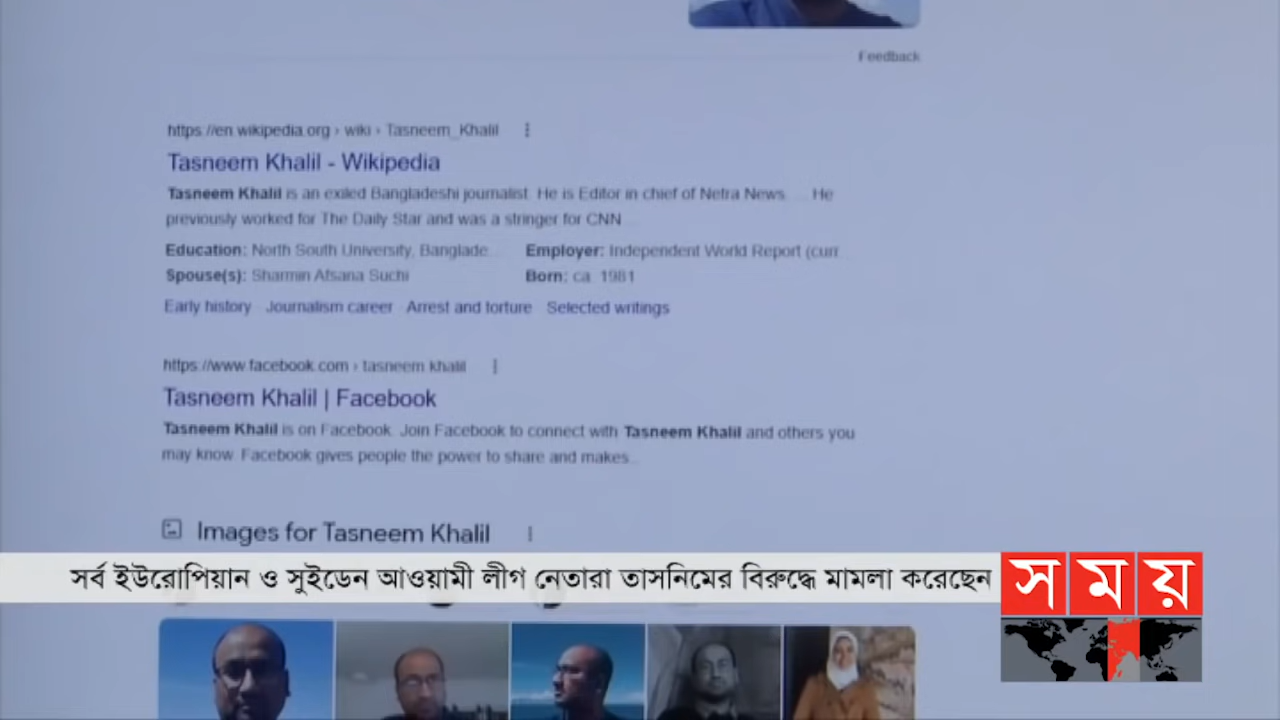 Feedback
https://en.wikipedia.org › wiki › Tasneem_Khalil
Tasneem Khalil - Wikipedia
Tasneem Khalil is an exiled Bangladeshi journalist. He is Editor in chief of Netra News. ... He
previously worked for The Daily Star and was a stringer for CNN.
Education: North South University, Banglade...
Employer: Independent World Report (curr...
Spouse(s): Sharmin Afsana Suchi
Born: ca. 1981
Early history · Journalism career · Arrest and torture · Selected writings
https://www.facebook.com › tasneem khalil
Tasneem Khalil | Facebook
Tasneem Khalil is on Facebook. Join Facebook to connect with Tasneem Khalil and others you
may know. Facebook gives people the power to share and makes...
Images for Tasneem Khalil
সর্ব ইউরোপিয়ান ও সুইডেন আওয়ামী লীগ নেতারা তাসনিমের বিরুদ্ধে মামলা করেছেন
সময়